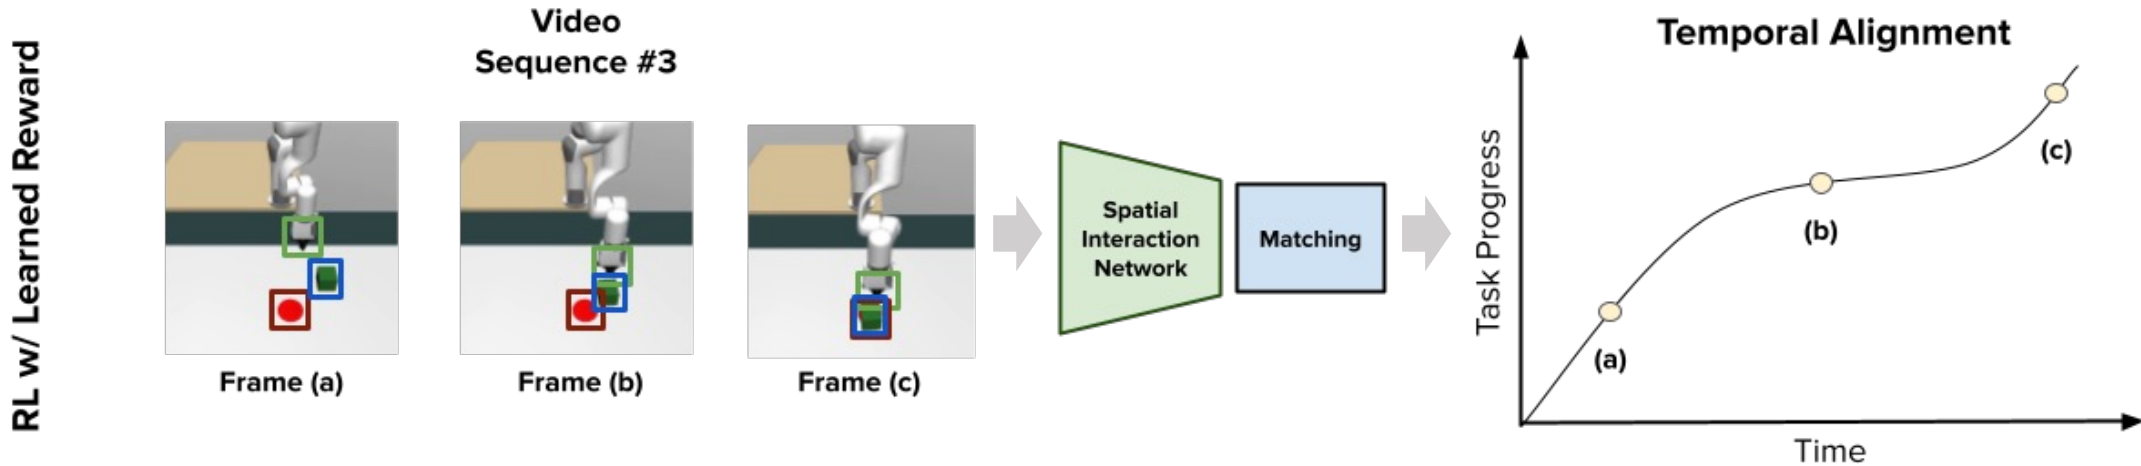 RL w/ Learned Reward
Video
Sequence #3
Frame (a)
Frame (b)
Frame (c)
Spatial
Interaction
Network
Matching
Temporal Alignment
Task Progress
(a)
(b)
(c)
Time